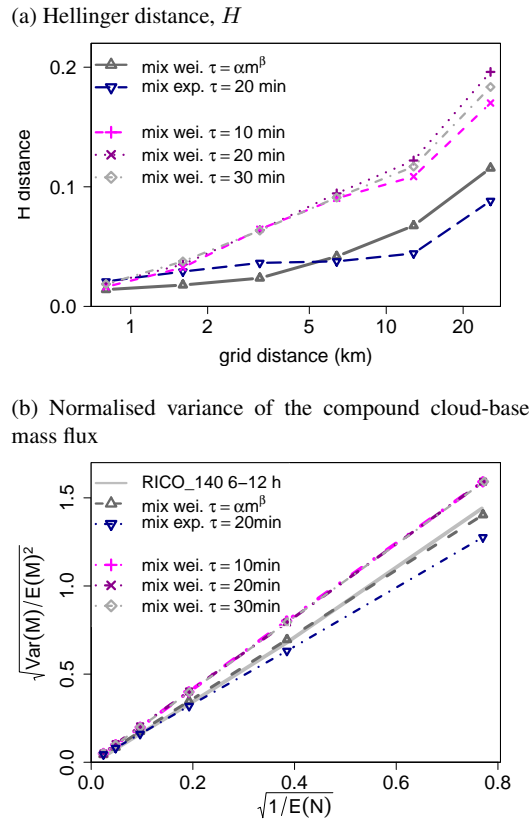 (a) Hellinger distance, H
mix wei. τ = αm^β
mix exp. τ = 20 min
mix wei. τ = 10 min
mix wei. τ = 20 min
mix wei. τ = 30 min
H distance
0.0
0.1
0.2
1
2
5
10
20
grid distance (km)
(b) Normalised variance of the compound cloud-base
mass flux
RICO_140 6–12 h
mix wei. τ = αm^β
mix exp. τ = 20min
mix wei. τ = 10min
mix wei. τ = 20min
mix wei. τ = 30min
√Var(M)/E(M)²
0.0
0.5
1.0
1.5
0.0
0.2
0.4
0.6
0.8
√1/E(N)